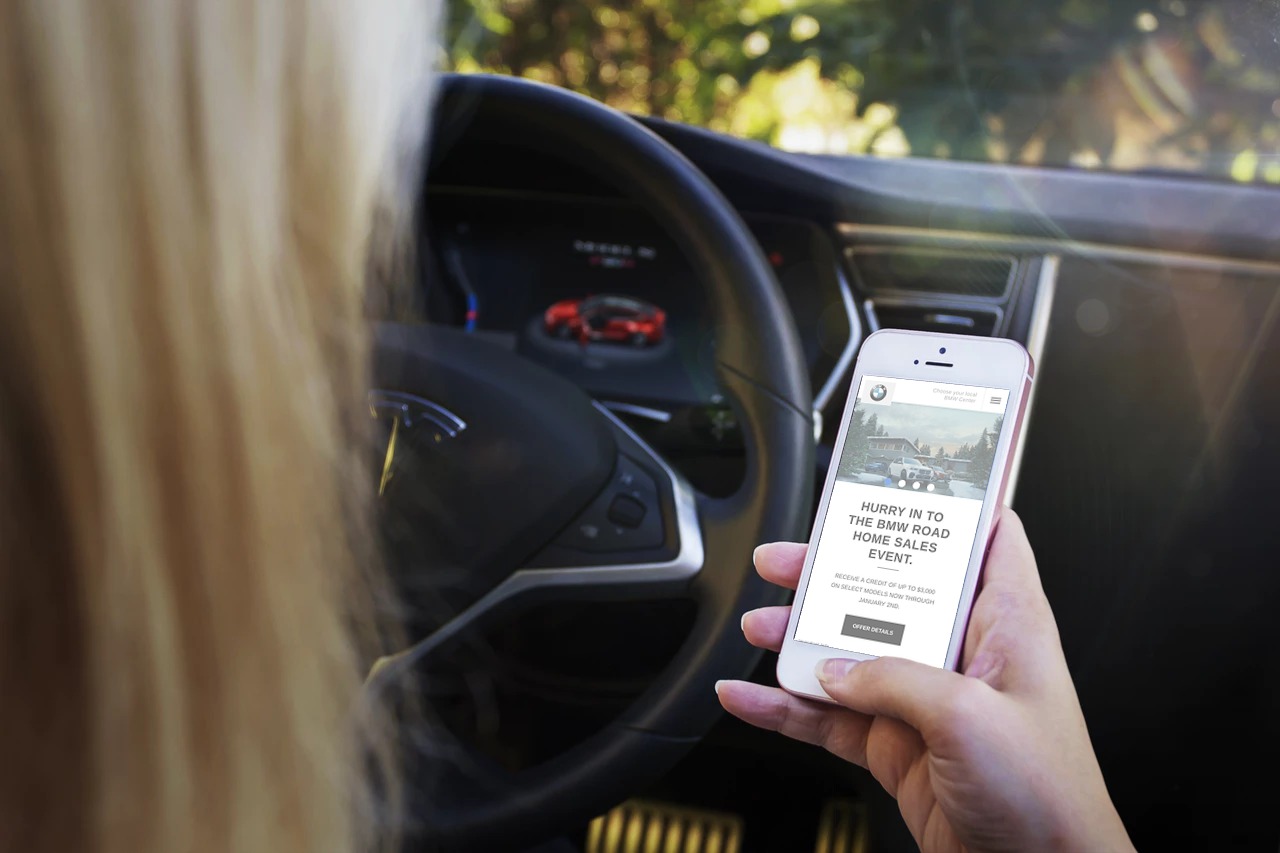 Choose your local
BMW Center
HURRY IN TO
THE BMW ROAD
HOME SALES
EVENT.
RECEIVE A CREDIT OF UP TO $3,000
ON SELECT MODELS NOW THROUGH
JANUARY 2ND.
OFFER DETAILS